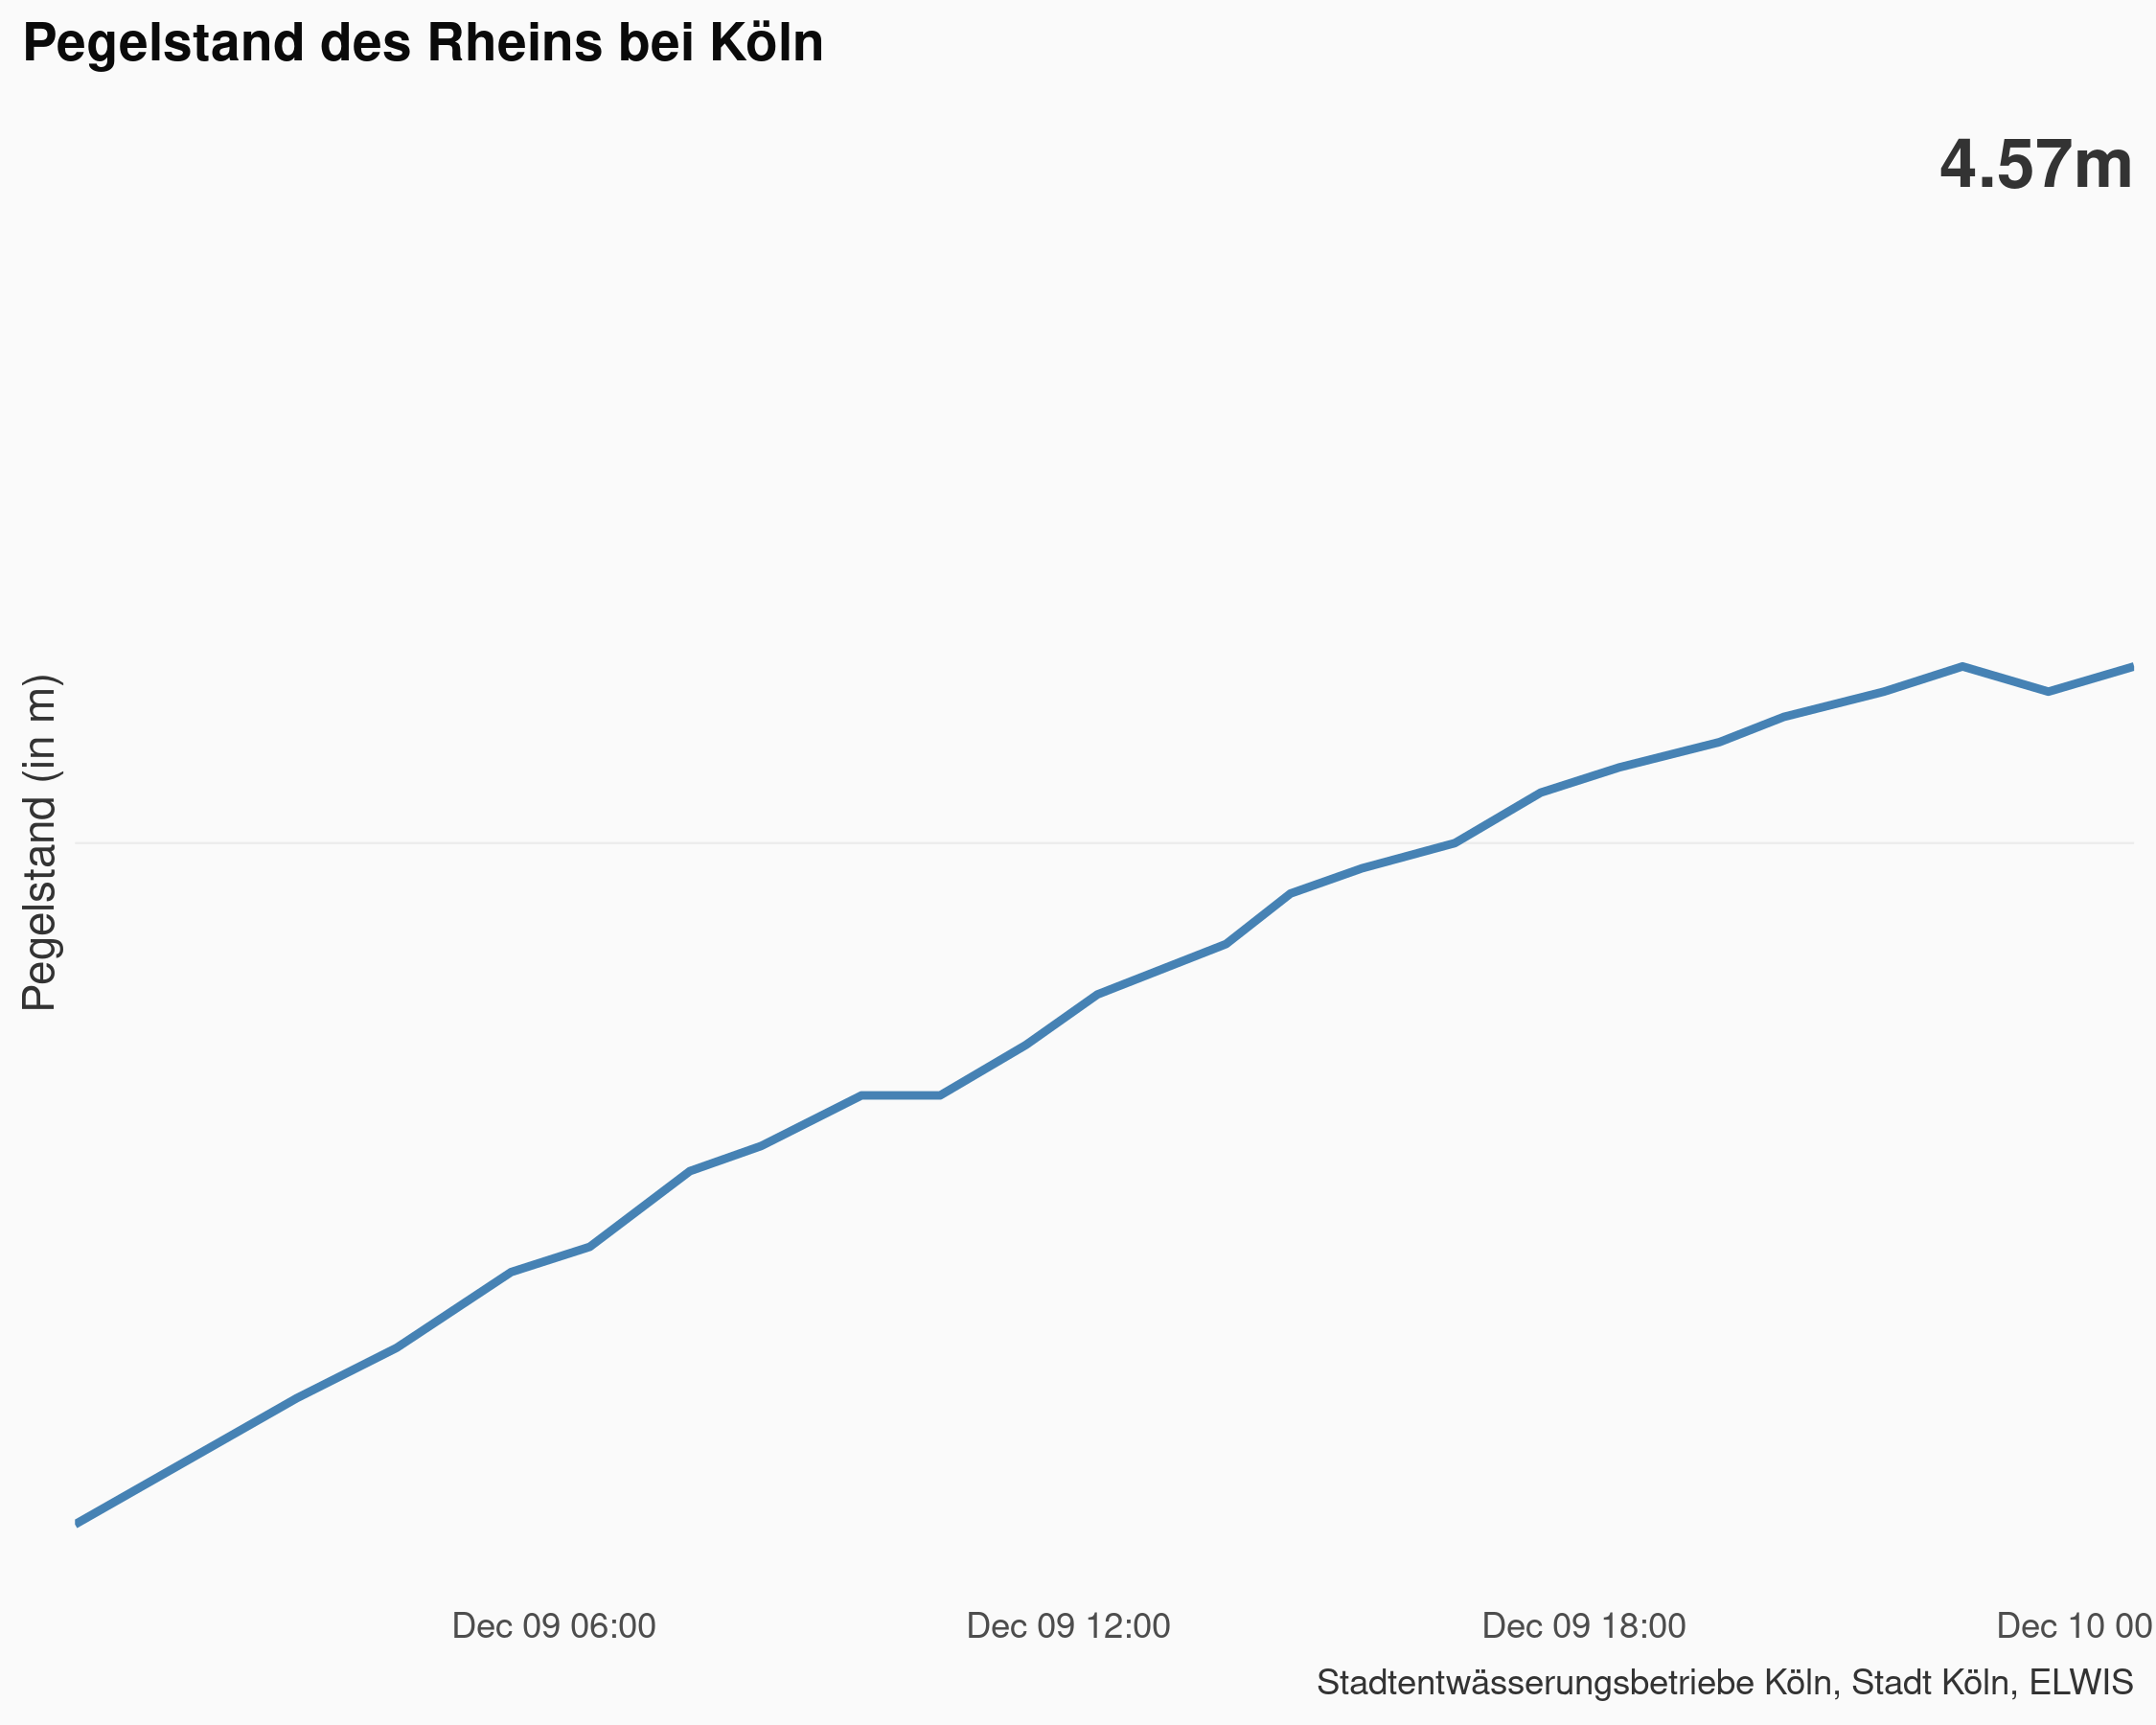 Pegelstand des Rheins bei Köln
4.57m
Pegelstand (in m)
Dec 09 06:00
Dec 09 12:00
Dec 09 18:00
Dec 10 00
Stadtentwässerungsbetriebe Köln, Stadt Köln, ELWIS